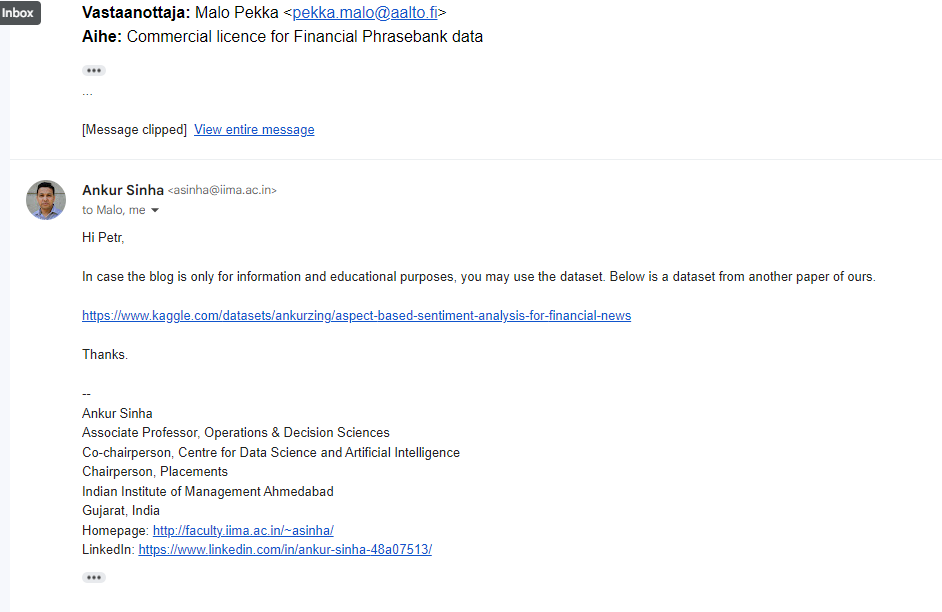 Inbox
Vastaanottaja: Malo Pekka <pekka.malo@aalto.fi>
Aihe: Commercial licence for Financial Phrasebank data
...
[Message clipped] View entire message
Ankur Sinha <asinha@iima.ac.in>
to Malo, me
Hi Petr,
In case the blog is only for information and educational purposes, you may use the dataset. Below is a dataset from another paper of ours.
https://www.kaggle.com/datasets/ankurzing/aspect-based-sentiment-analysis-for-financial-news
Thanks.
--
Ankur Sinha
Associate Professor, Operations & Decision Sciences
Co-chairperson, Centre for Data Science and Artificial Intelligence
Chairperson, Placements
Indian Institute of Management Ahmedabad
Gujarat, India
Homepage: http://faculty.iima.ac.in/~asinha/
LinkedIn: https://www.linkedin.com/in/ankur-sinha-48a07513/